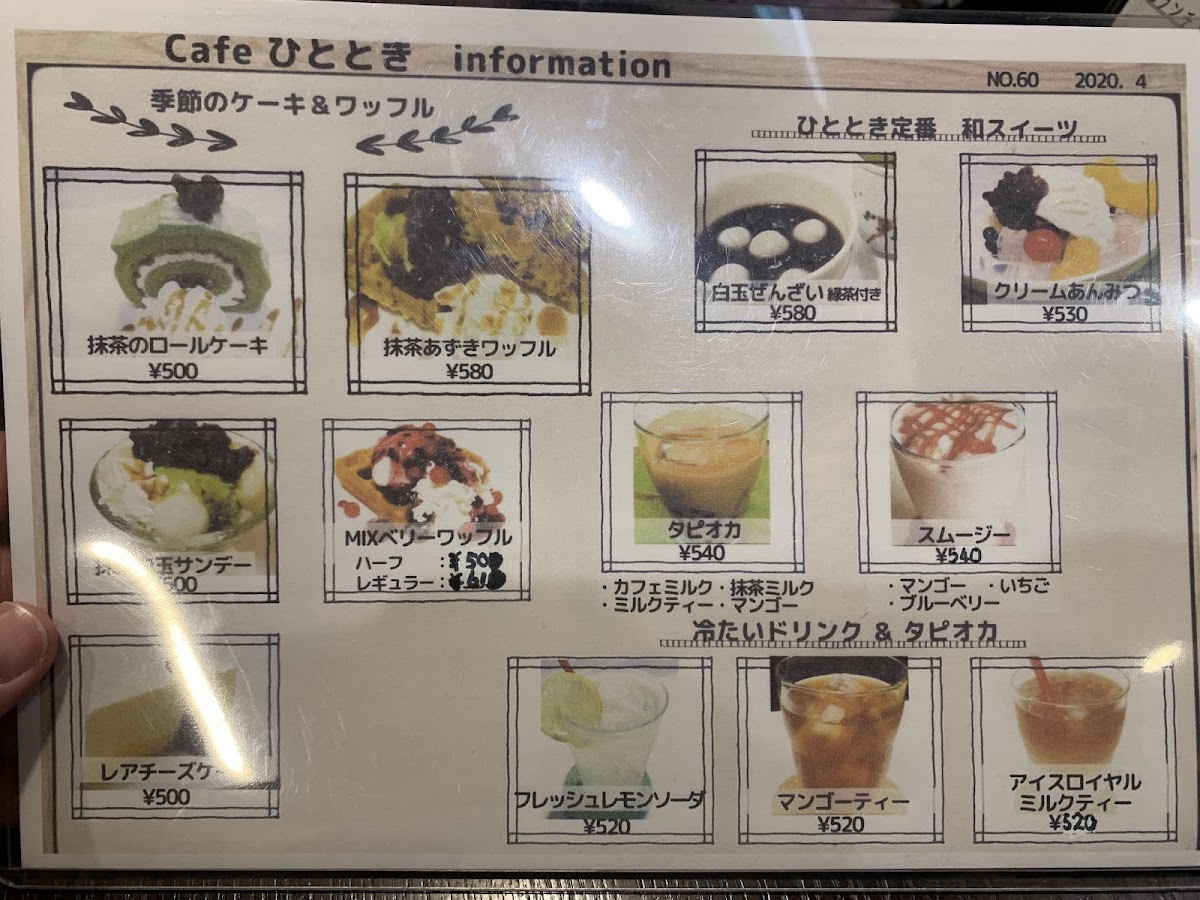 Cafe ひととき information
NO.60 2020. 4
季節のケーキ&ワッフル
抹茶のロールケーキ
¥500
抹茶あずきワッフル
¥580
玉サンデー
MIXベリーワッフル
ハーフ :¥500
レギュラー:
レアチーズケ
¥500
ひととき定番 和スイーツ
白玉ぜんざい 緑茶付き
¥580
クリームあんみつ
¥530
タピオカ
¥540
・カフェミルク・抹茶ミルク
・ミルクティー・マンゴー
スムージー
¥540
・マンゴー ・いちご
・ブルーベリー
冷たいドリンク & タピオカ
フレッシュレモンソーダ
¥520
マンゴーティー
¥520
アイスロイヤル
ミルクティー
¥520